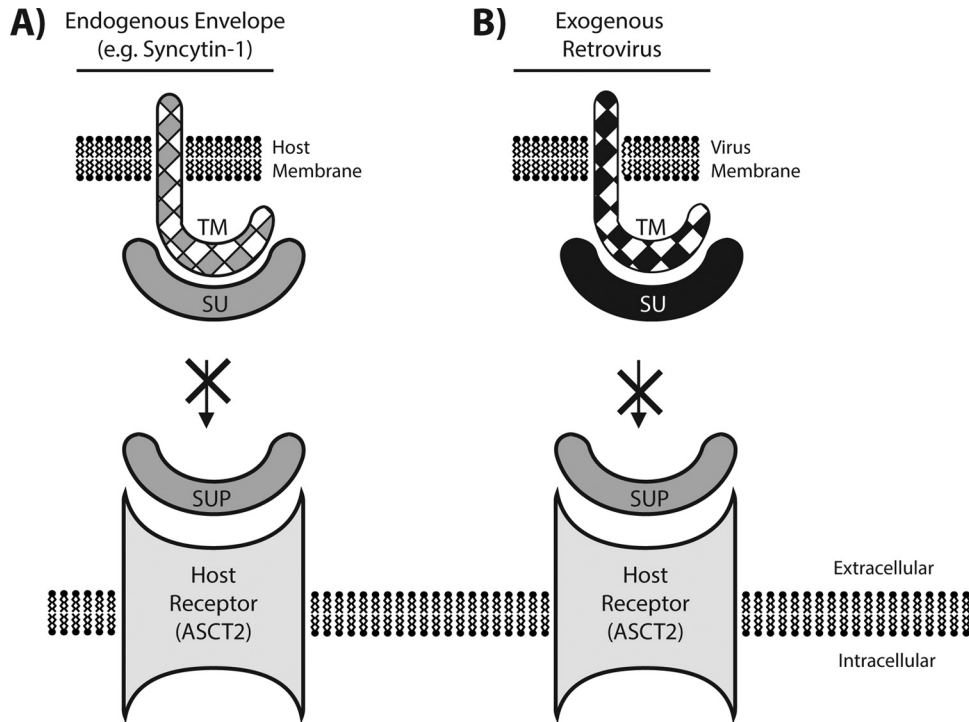 A)
Endogenous Envelope
(e.g. Syncytin-1)
Host
Membrane
TM
SU
SUP
Host
Receptor
(ASCT2)
B)
Exogenous
Retrovirus
Virus
Membrane
TM
SU
SUP
Host
Receptor
(ASCT2)
Extracellular
Intracellular